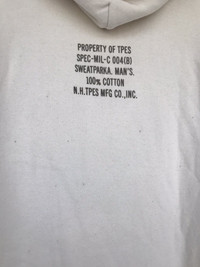 PROPERTY OF TPES
SPEC-MIL-C 004(B)
SWEATPARKA. MAN'S.
100% COTTON
N.H.TPES MFG CO.,INC.